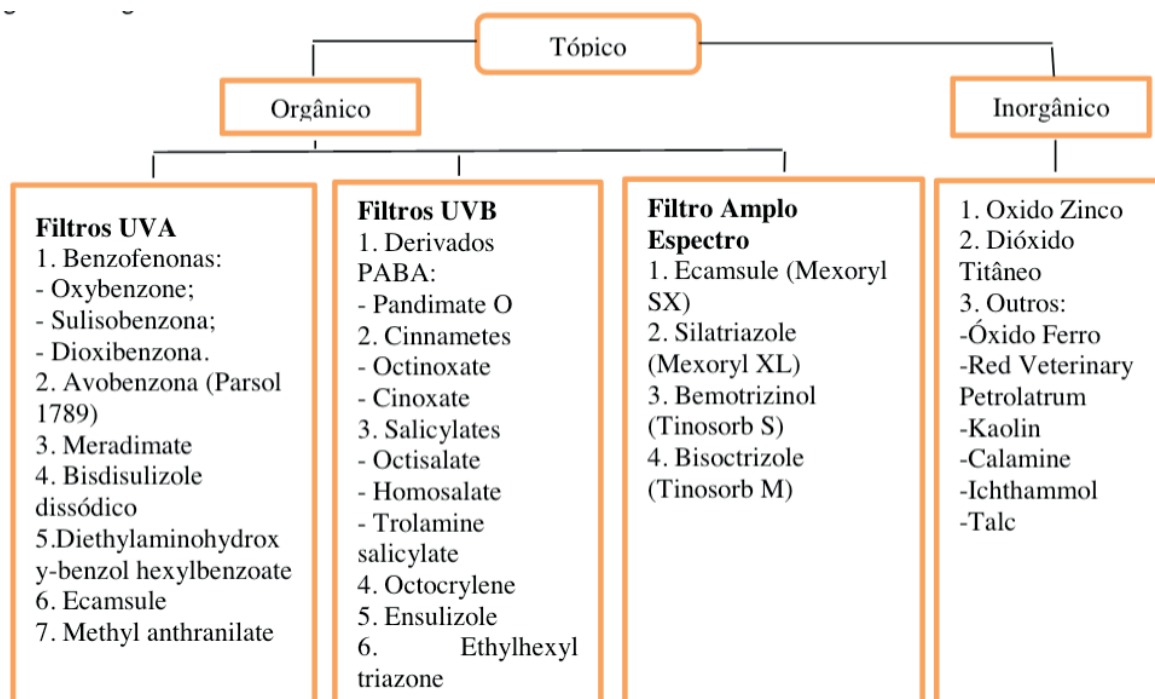 Tópico
Orgânico
Inorgânico
Filtros UVA
1. Benzofenonas:
- Oxybenzone;
- Sulisobenzona;
- Dioxibenzona.
2. Avobenzona (Parsol
1789)
3. Meradimate
4. Bisdisulizole
dissódico
5.Diethylaminohydrox
y-benzol hexylbenzoate
6. Ecamsule
7. Methyl anthranilate
Filtros UVB
1. Derivados
PABA:
- Pandimate O
2. Cinnametes
- Octinoxate
- Cinoxate
3. Salicylates
- Octisalate
- Homosalate
- Trolamine
salicylate
4. Octocrylene
5. Ensulizole
6. Ethylhexyl
triazone
Filtro Amplo
Espectro
1. Ecamsule (Mexoryl
SX)
2. Silatriazole
(Mexoryl XL)
3. Bemotrizinol
(Tinosorb S)
4. Bisoctrizole
(Tinosorb M)
1. Oxido Zinco
2. Dióxido
Titâneo
3. Outros:
-Óxido Ferro
-Red Veterinary
Petrolatrum
-Kaolin
-Calamine
-Ichthammol
-Talc